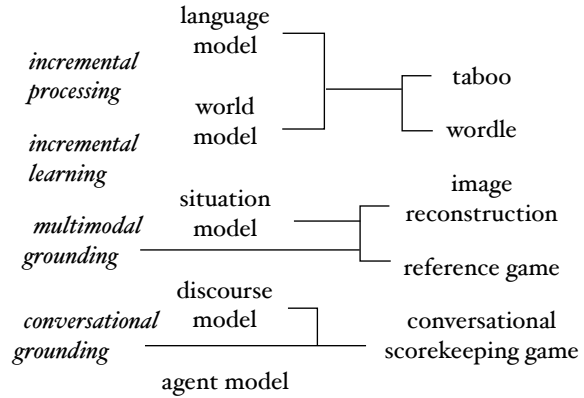 language
model
incremental
processing
taboo
world
model
wordle
incremental
learning
image
reconstruction
situation
model
multimodal
grounding
reference game
discourse
model
conversational
grounding
conversational
scorekeeping game
agent model